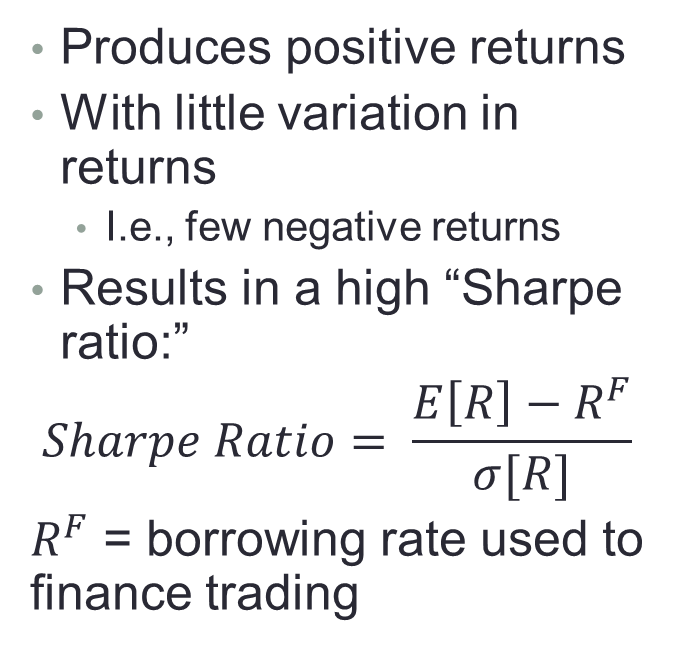 • Produces positive returns
• With little variation in
returns
• I.e., few negative returns
• Results in a high “Sharpe
ratio:”
Sharpe Ratio = \frac{E[R] − R^F}{σ[R]}
R^F = borrowing rate used to
finance trading